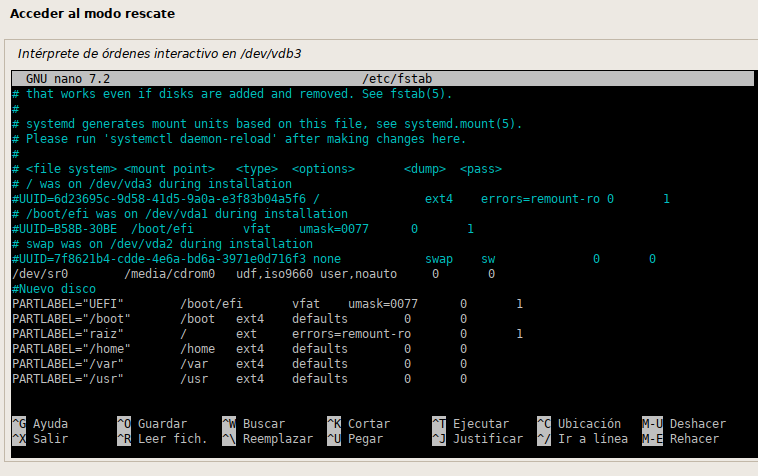 Acceder al modo rescate
Intérprete de órdenes interactivo en /dev/vdb3
GNU nano 7.2 /etc/fstab
# that works even if disks are added and removed. See fstab(5).
#
# systemd generates mount units based on this file, see systemd.mount(5).
# Please run 'systemctl daemon-reload' after making changes here.
#
# <file system> <mount point> <type> <options> <dump> <pass>
# / was on /dev/vda3 during installation
#UUID=6d23695c-9d58-41d5-9a0a-e3f83b04a5f6 / ext4 errors=remount-ro 0 1
# /boot/efi was on /dev/vda1 during installation
#UUID=B58B-30BE /boot/efi vfat umask=0077 0 1
# swap was on /dev/vda2 during installation
#UUID=7f8621b4-cdde-4e6a-bd6a-3971e0d716f3 none swap sw 0 0
/dev/sr0 /media/cdrom0 udf,iso9660 user,noauto 0 0
#Nuevo disco
PARTLABEL="UEFI" /boot/efi vfat umask=0077 0 1
PARTLABEL="/boot" /boot ext4 defaults 0 0
PARTLABEL="raiz" / ext errors=remount-ro 0 1
PARTLABEL="/home" /home ext4 defaults 0 0
PARTLABEL="/var" /var ext4 defaults 0 0
PARTLABEL="/usr" /usr ext4 defaults 0 0
^G Ayuda ^O Guardar ^W Buscar ^K Cortar ^T Ejecutar ^C Ubicación M-U Deshacer
^X Salir ^R Leer fich. ^\ Reemplazar ^U Pegar ^J Justificar ^/ Ir a línea M-E Rehacer